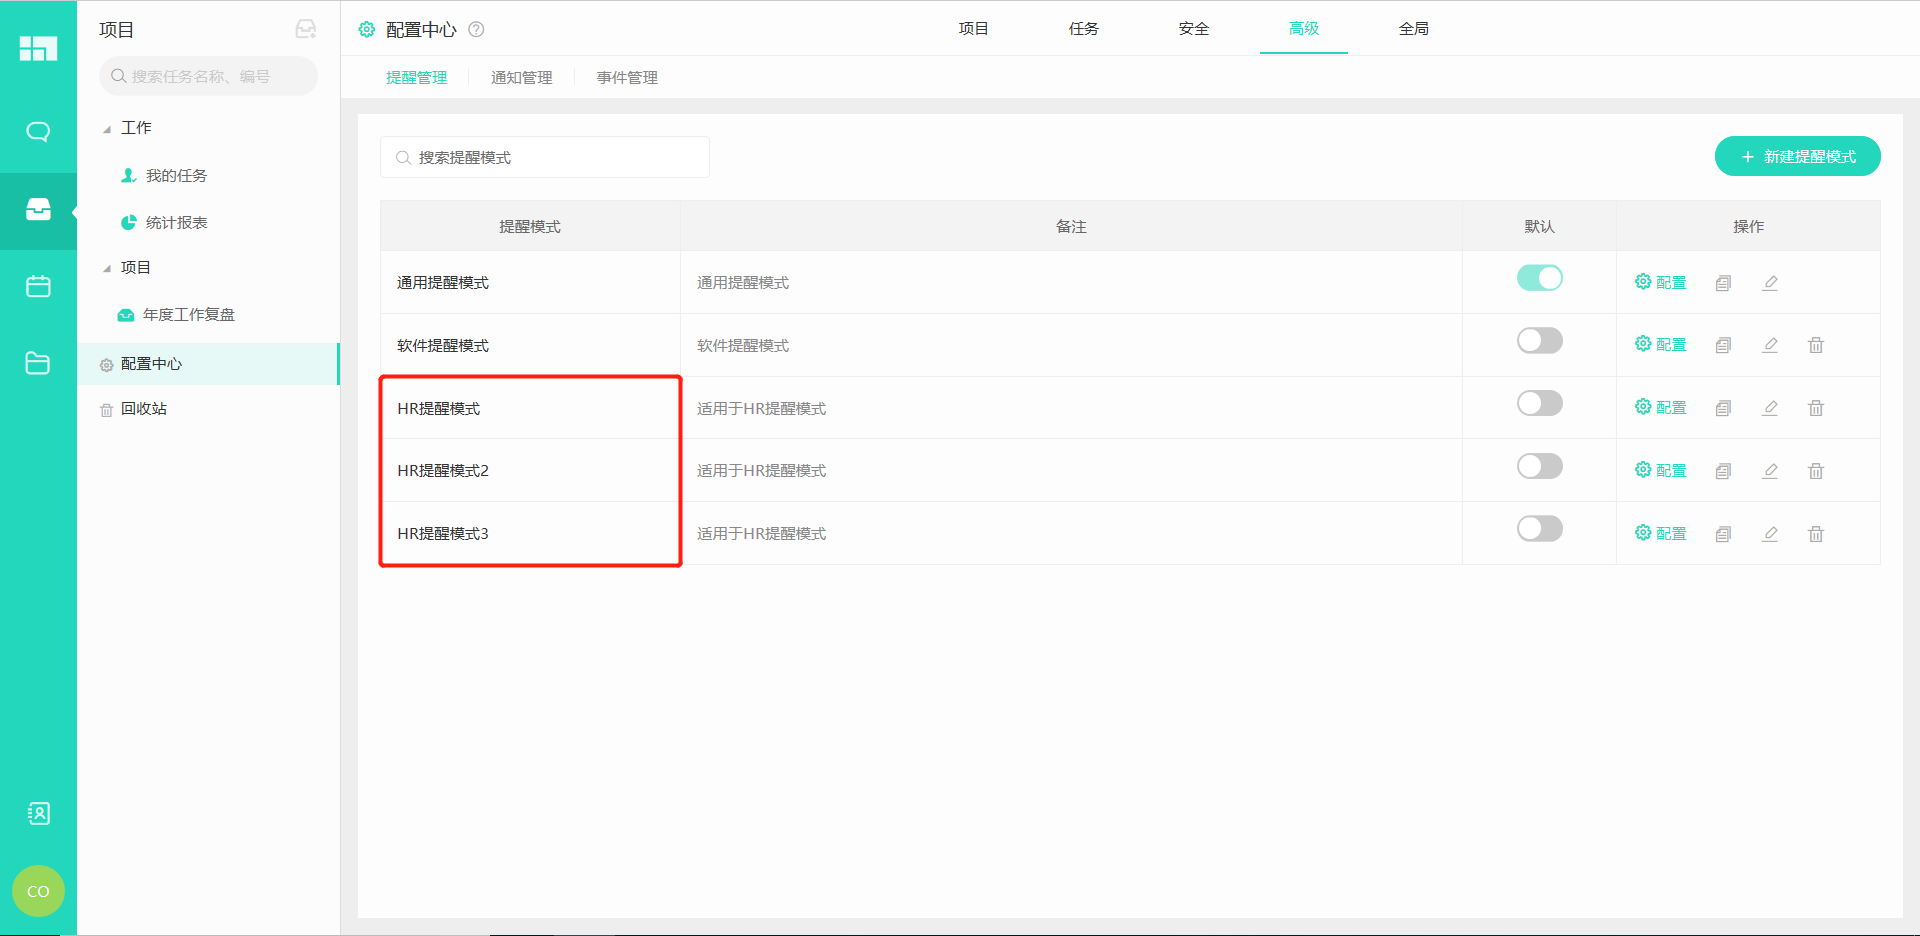 项目
搜索任务名称、编号
工作
我的任务
统计报表
项目
年度工作复盘
配置中心
回收站
CO
配置中心 ?
项目 任务 安全 高级 全局
提醒管理 通知管理 事件管理
搜索提醒模式
+ 新建提醒模式
提醒模式 备注 默认 操作
通用提醒模式 通用提醒模式 配置
软件提醒模式 软件提醒模式 配置
HR提醒模式 适用于HR提醒模式 配置
HR提醒模式2 适用于HR提醒模式 配置
HR提醒模式3 适用于HR提醒模式 配置